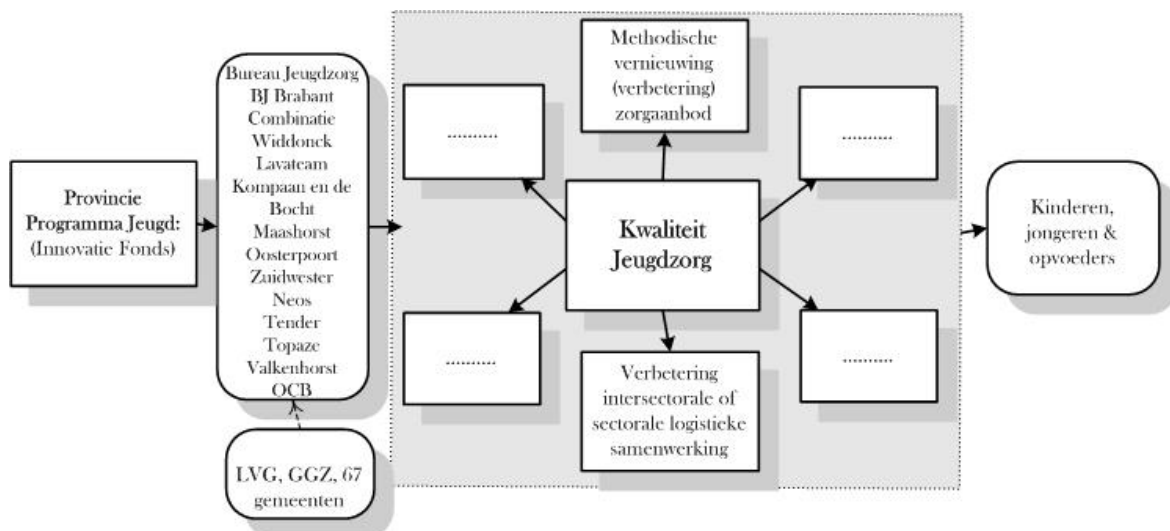 Provincie
Programma Jeugd:
(Innovatie Fonds)
Bureau Jeugdzorg
BJ Brabant
Combinatie
Widdonck
Lavateam
Kompaan en de
Bocht
Maashorst
Oosterpoort
Zuidwester
Neos
Tender
Topaze
Valkenhorst
OCB
LVG, GGZ, 67
gemeenten
..........
Methodische
vernieuwing
(verbetering)
zorgaanbod
..........
Kwaliteit
Jeugdzorg
..........
Verbetering
intersectorale of
sectorale logistieke
samenwerking
..........
Kinderen,
jongeren &
opvoeders